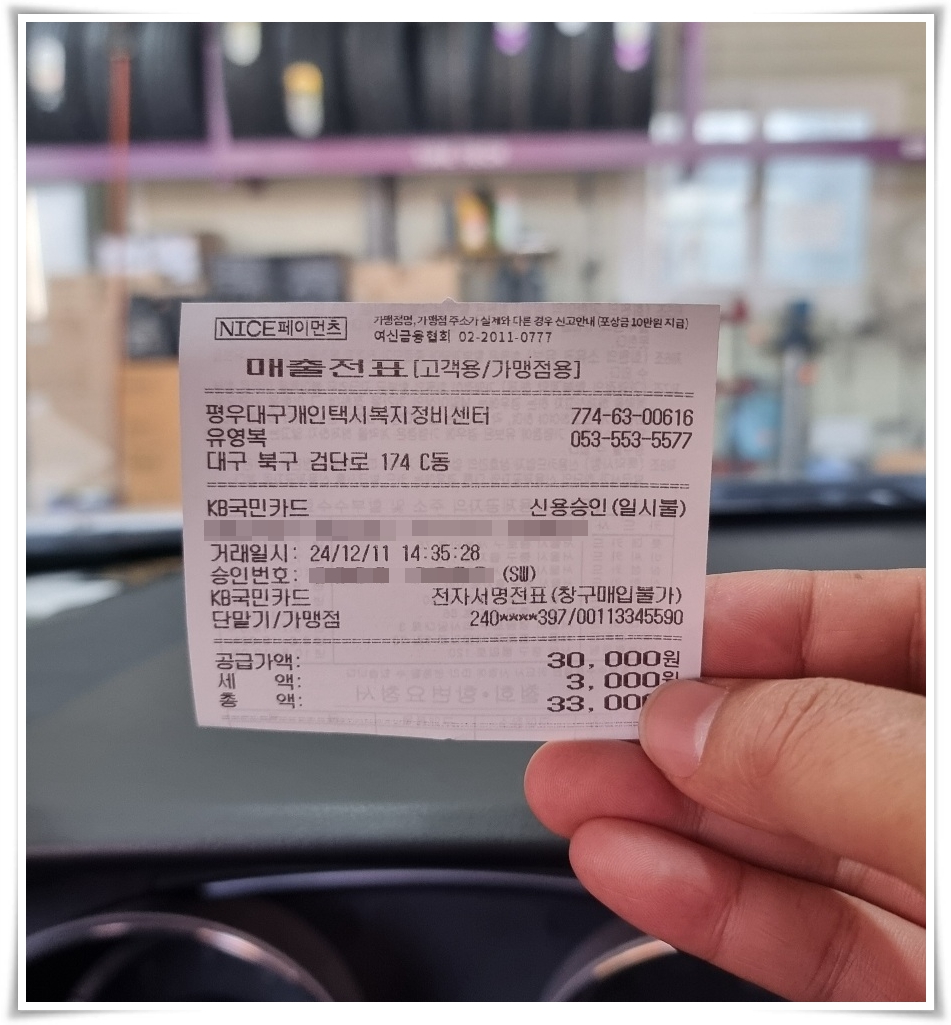 NICE페이먼츠
가맹점명, 가맹점 주소가 실제와 다른 경우 신고안내 (포상금 10만원 지급)
여신금융협회 02-2011-0777
매출전표[고객용/가맹점용]
평우대구개인택시복지정비센터 774-63-00616
유영복 053-553-5577
대구 북구 검단로 174 C동
KB국민카드 신용승인(일시불)
거래일시: 24/12/11 14:35:28
승인번호: (SW)
KB국민카드 전자서명전표(창구매입불가)
단말기/가맹점 240****397/00113345590
공급가액: 30,000원
세 액: 3,000원
총 액: 33,00